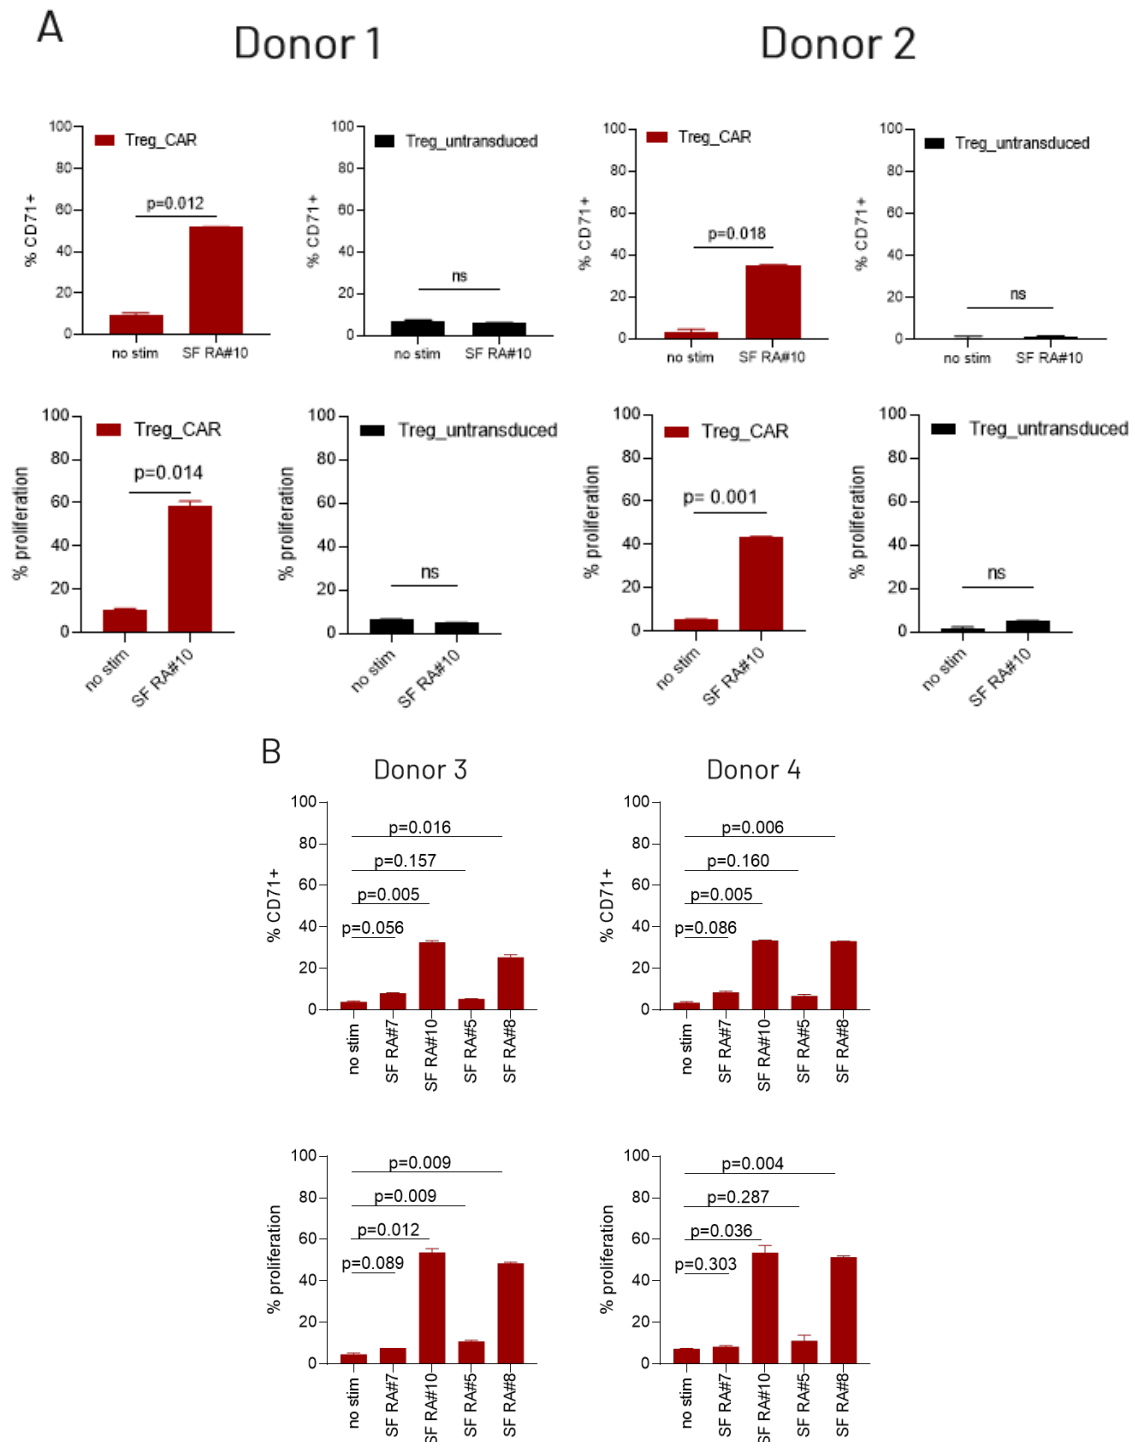 A
Donor 1
Donor 2
100
80
60
40
20
0
% CD71+
Treg_CAR
p=0.012
no stim
SF RA#10
100
80
60
40
20
0
% CD71+
Treg_untransduced
ns
no stim
SF RA#10
100
80
60
40
20
0
% CD71+
Treg_CAR
p=0.018
no stim
SF RA#10
100
80
60
40
20
0
% CD71+
Treg_untransduced
ns
no stim
SF RA#10
100
80
60
40
20
0
% proliferation
Treg_CAR
p=0.014
no stim
SF RA#10
100
80
60
40
20
0
% proliferation
Treg_untransduced
ns
no stim
SF RA#10
100
80
60
40
20
0
% proliferation
Treg_CAR
p= 0.001
no stim
SF RA#10
100
80
60
40
20
0
% proliferation
Treg_untransduced
ns
no stim
SF RA#10
B
Donor 3
Donor 4
100
80
60
40
20
0
% CD71+
p=0.016
p=0.157
p=0.005
p=0.056
no stim
SF RA#7
SF RA#10
SF RA#5
SF RA#8
100
80
60
40
20
0
% CD71+
p=0.006
p=0.160
p=0.005
p=0.086
no stim
SF RA#7
SF RA#10
SF RA#5
SF RA#8
100
80
60
40
20
0
% proliferation
p=0.009
p=0.009
p=0.012
p=0.089
no stim
SF RA#7
SF RA#10
SF RA#5
SF RA#8
100
80
60
40
20
0
% proliferation
p=0.004
p=0.287
p=0.036
p=0.303
no stim
SF RA#7
SF RA#10
SF RA#5
SF RA#8